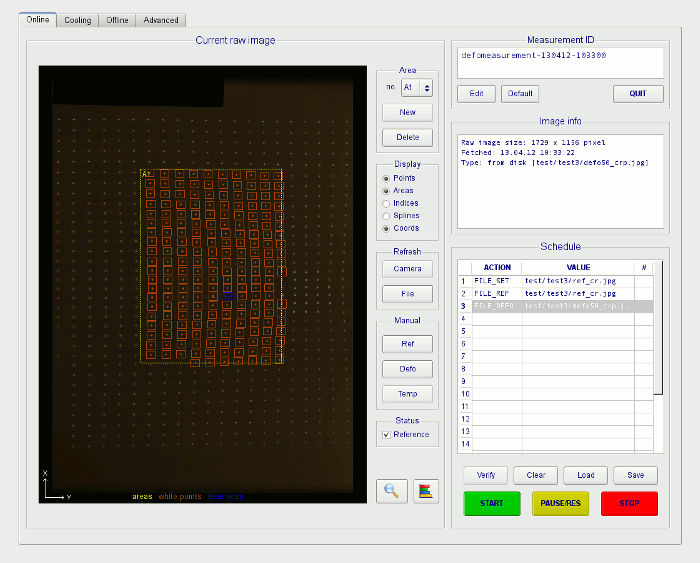 Online Cooling Offline Advanced
Current raw image
A1
X
Y
areas white points blue point
Area
no. A1
New
Delete
Display
Points
Areas
Indices
Splines
Coords
Refresh
Camera
File
Manual
Ref
Defo
Temp
Status
Reference
Measurement ID
defomeasurement-130412-103300
Edit Default QUIT
Image info
Raw image size: 1729 x 1156 pixel
Fetched: 13.04.12 10:33:22
Type: from disk [test/test3/defo50_crp.jpg]
Schedule
ACTION VALUE #
1 FILE_SET test/test3/ref_cr.jpg
2 FILE_REF test/test3/ref_cr.jpg
3 FILE_DEFO test/test3/defo50_crp.j...
4
5
6
7
8
9
10
11
12
13
14
Verify Clear Load Save
START PAUSE/RES STOP